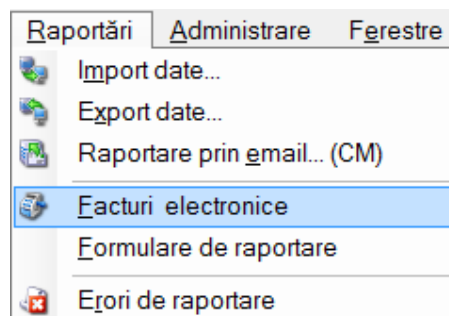 Raportări Administrare Ferestre
Import date...
Export date...
Raportare prin email... (CM)
Facturi electronice
Formulare de raportare
Erori de raportare